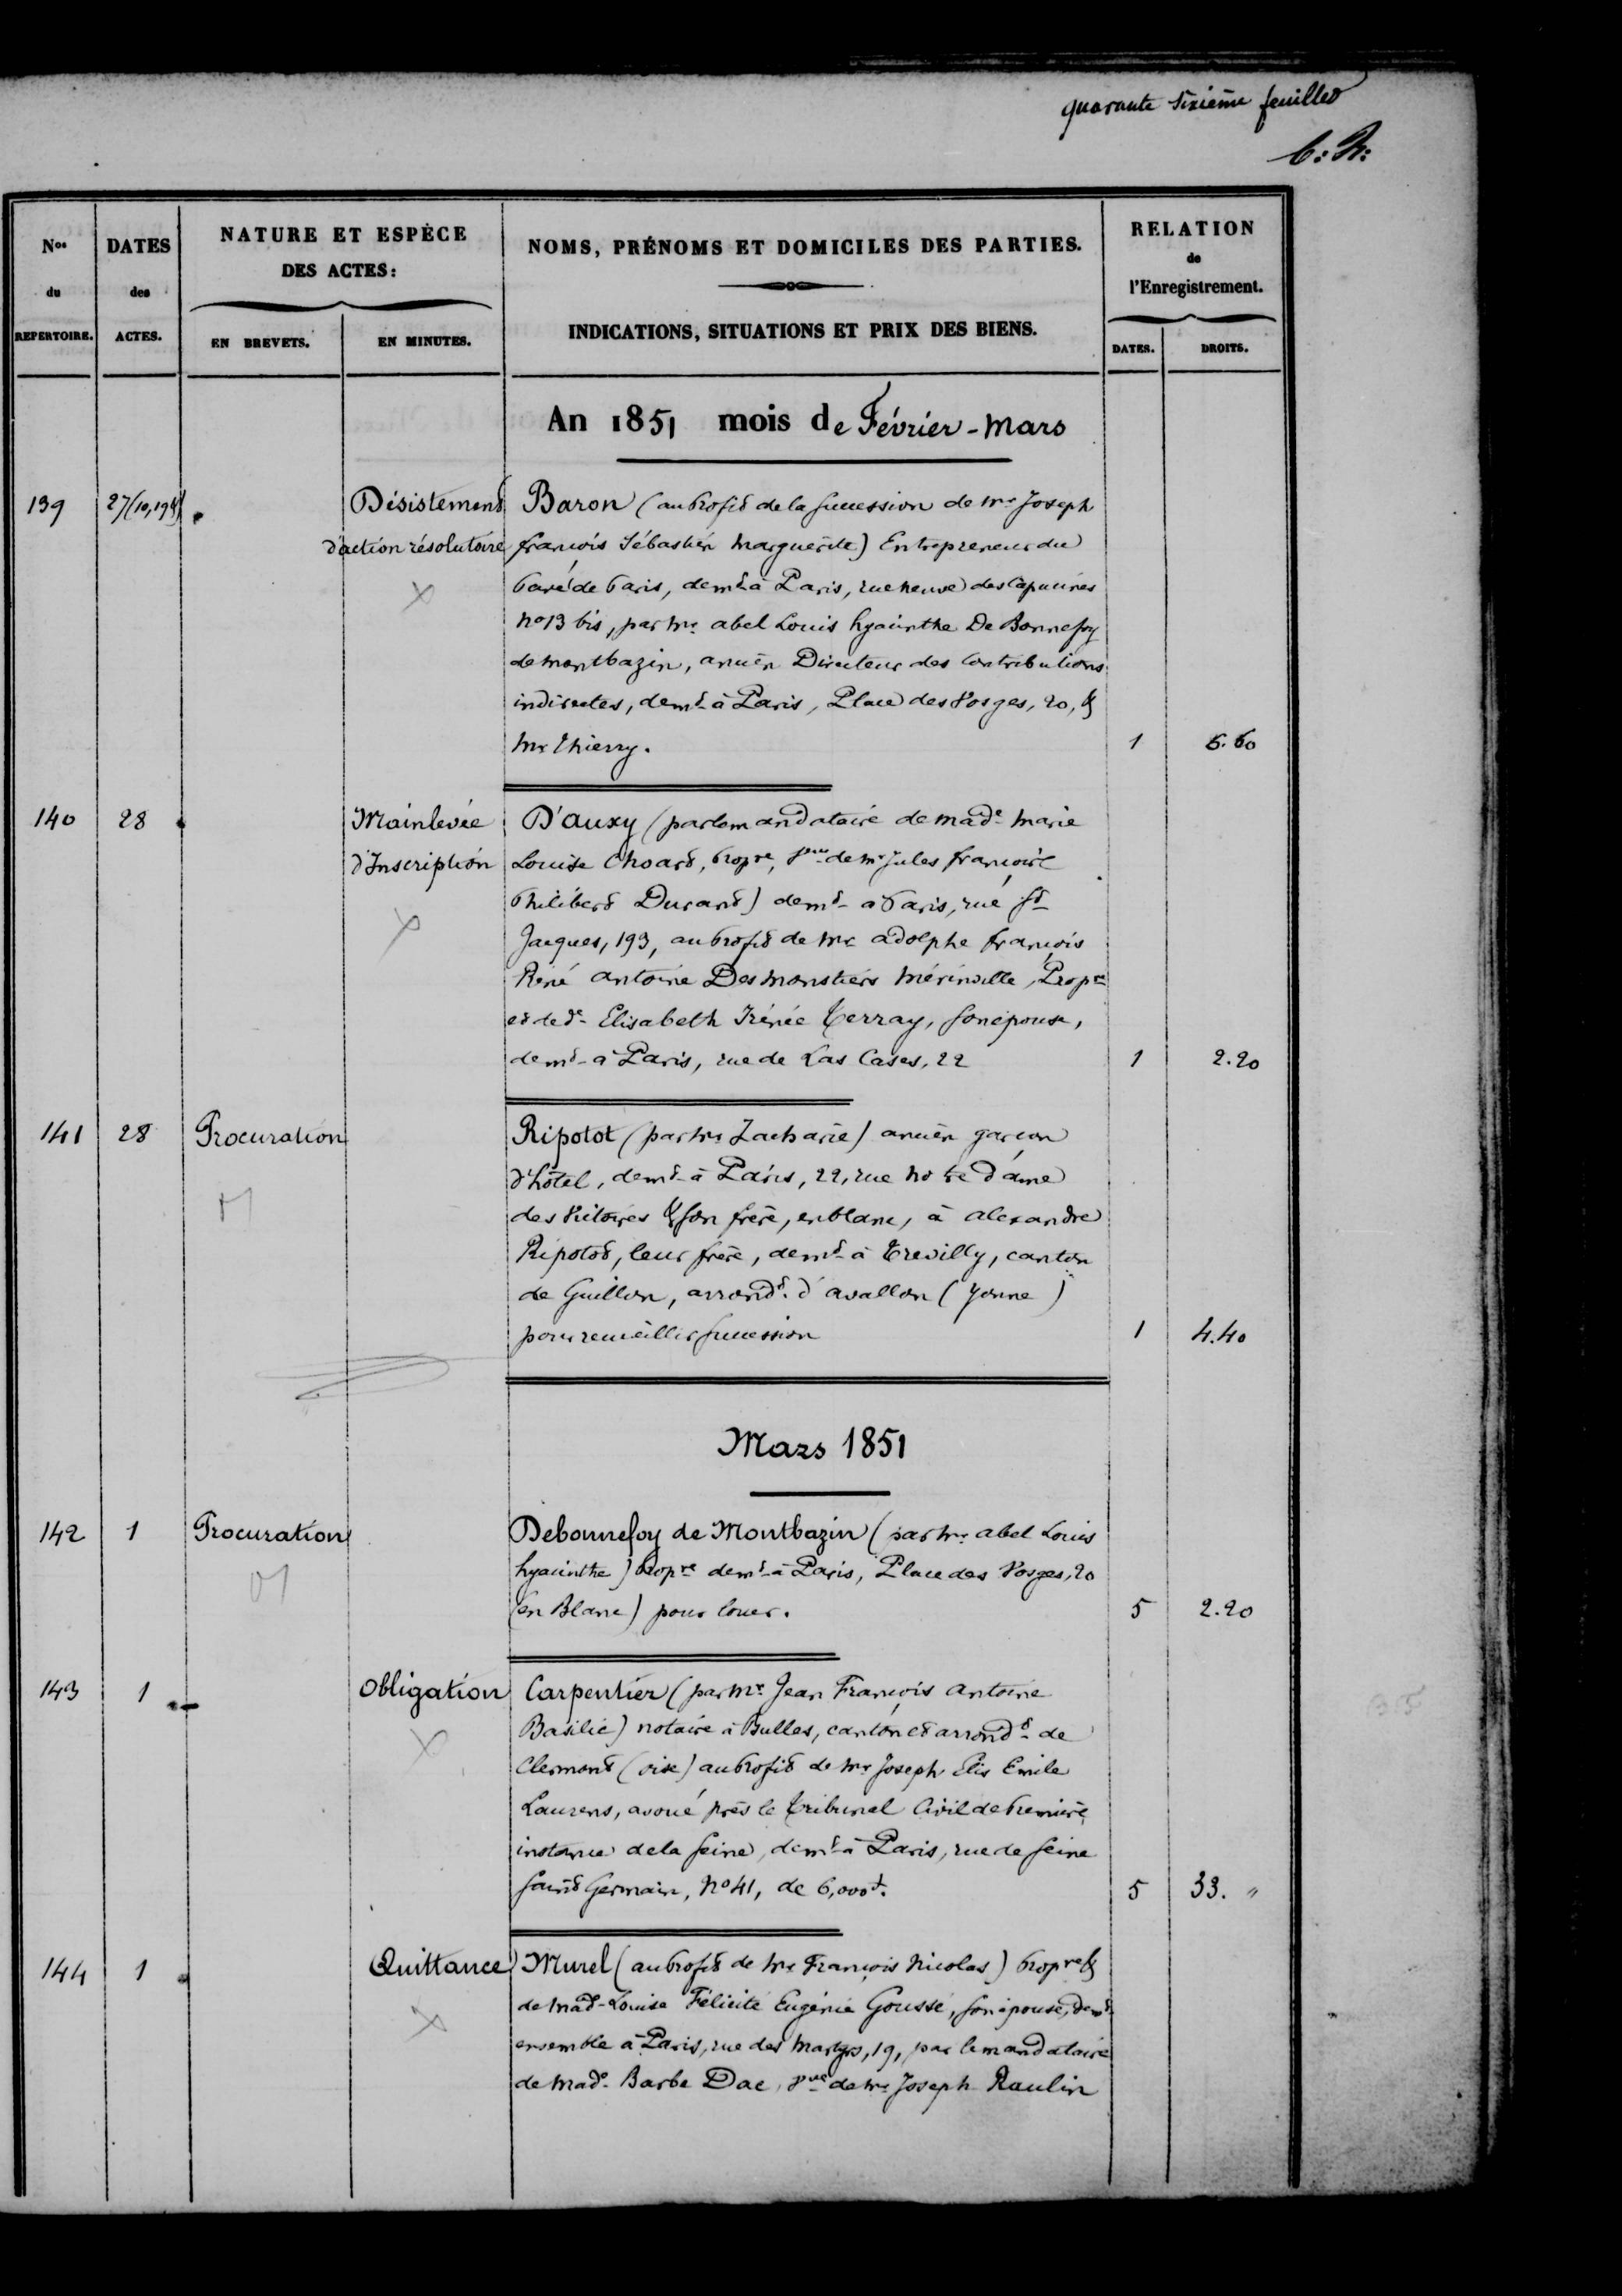 quarante sixième feuillet
C: R:
Nos du REPERTOIRE.
DATES des ACTES.
NATURE ET ESPÈCE DES ACTES:
EN BREVETS.
EN MINUTES.
NOMS, PRÉNOMS ET DOMICILES DES PARTIES.
INDICATIONS, SITUATIONS ET PRIX DES BIENS.
RELATION de l'Enregistrement.
DATES.
DROITS.
An 1851 mois de Février - Mars
139 27 (10, 19bre) Désistement Baron (au profit de la succession de Mr Joseph
d'action résolutoire françois Sébastien Marguerite) Entrepreneur du
pavé de Paris, demt à Paris, rue neuve des Capucines
no 13 bis, par Mr abel Louis hyacinthe De Bonnefoy
de montbazin, ancien Directeur des Contributions
indirectes, demt à Paris, Place des Vosges, 20, &
Mr Thierry. 1 6.60
140 28 Mainlevée D'auxy (par le mandataire de made Marie
d'Inscription Louise Choard, propre, Vve de Mr Jules françois
Philibert Durand) demt à Paris, rue St
Jacques, 193, au profit de Mr adolphe françois
René antoine Des Monstiers Mérinville, Propre
et de de Elisabeth Irénée Terray, son épouse,
demt à Paris, rue de Las Cases, 22 1 2.20
141 28 Procuration Ripotot (par Mr Zacharie) ancien garçon
d'hôtel, demt à Paris, 22, rue notre dâme
des Victoires & son frère, en blanc, à alexandre
Ripotot, leur frère, demt à Trevilly, canton
de Guillon, arrondt d'avallon (yonne)
pour recueillir succession 1 4.40
Mars 1851
142 1 Procuration Debonnefoy de Montbazin (par Mr abel Louis
hyacinthe) Propre demt à Paris, Place des Vosges, 20
(en Blanc) pour louer. 5 2.20
143 1 Obligation Carpentier (par Mr Jean François antoine
Basilic) notaire à Bulles, canton et arrondt de
Clermont (oise) au profit de Mr Joseph Elie Emile
Laurens, avoué près le Tribunal Civil de Première
instance de la Seine, demt à Paris, rue de Seine
Saint Germain, No 41, de 6,000f. 5 33. "
144 1 Quittance Murel (au profit de Mr François Nicolas) propre &
de Made Louise Félicité Eugénie Goussé, son épouse, demt
ensemble à Paris, rue des Martyrs, 19, par le mandataire
de Made Barbe Dae, Vve de Mr Joseph Raulin